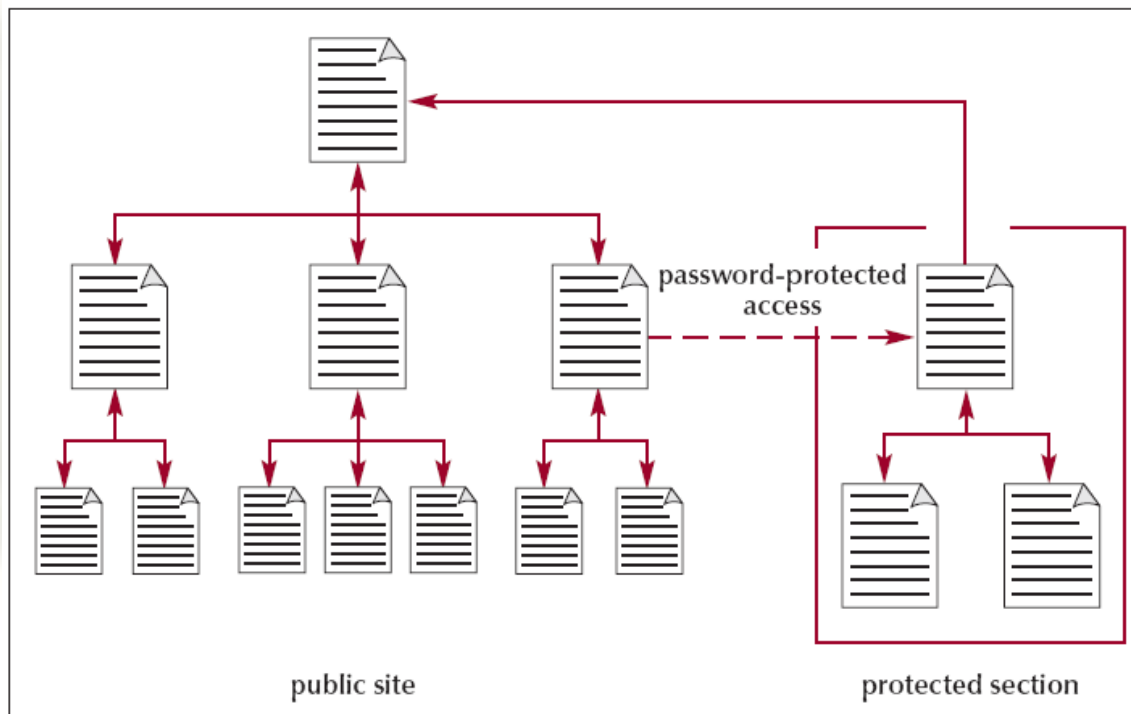 password-protected
access
public site
protected section